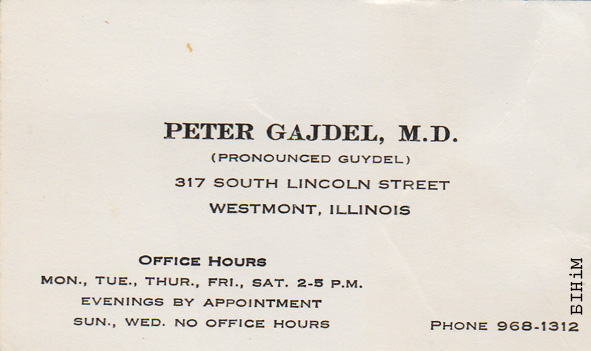 PETER GAJDEL, M.D.
(PRONOUNCED GUYDEL)
317 SOUTH LINCOLN STREET
WESTMONT, ILLINOIS
OFFICE HOURS
MON., TUE., THUR., FRI., SAT. 2-5 P.M.
EVENINGS BY APPOINTMENT
SUN., WED. NO OFFICE HOURS
PHONE 968-1312
BIHiM